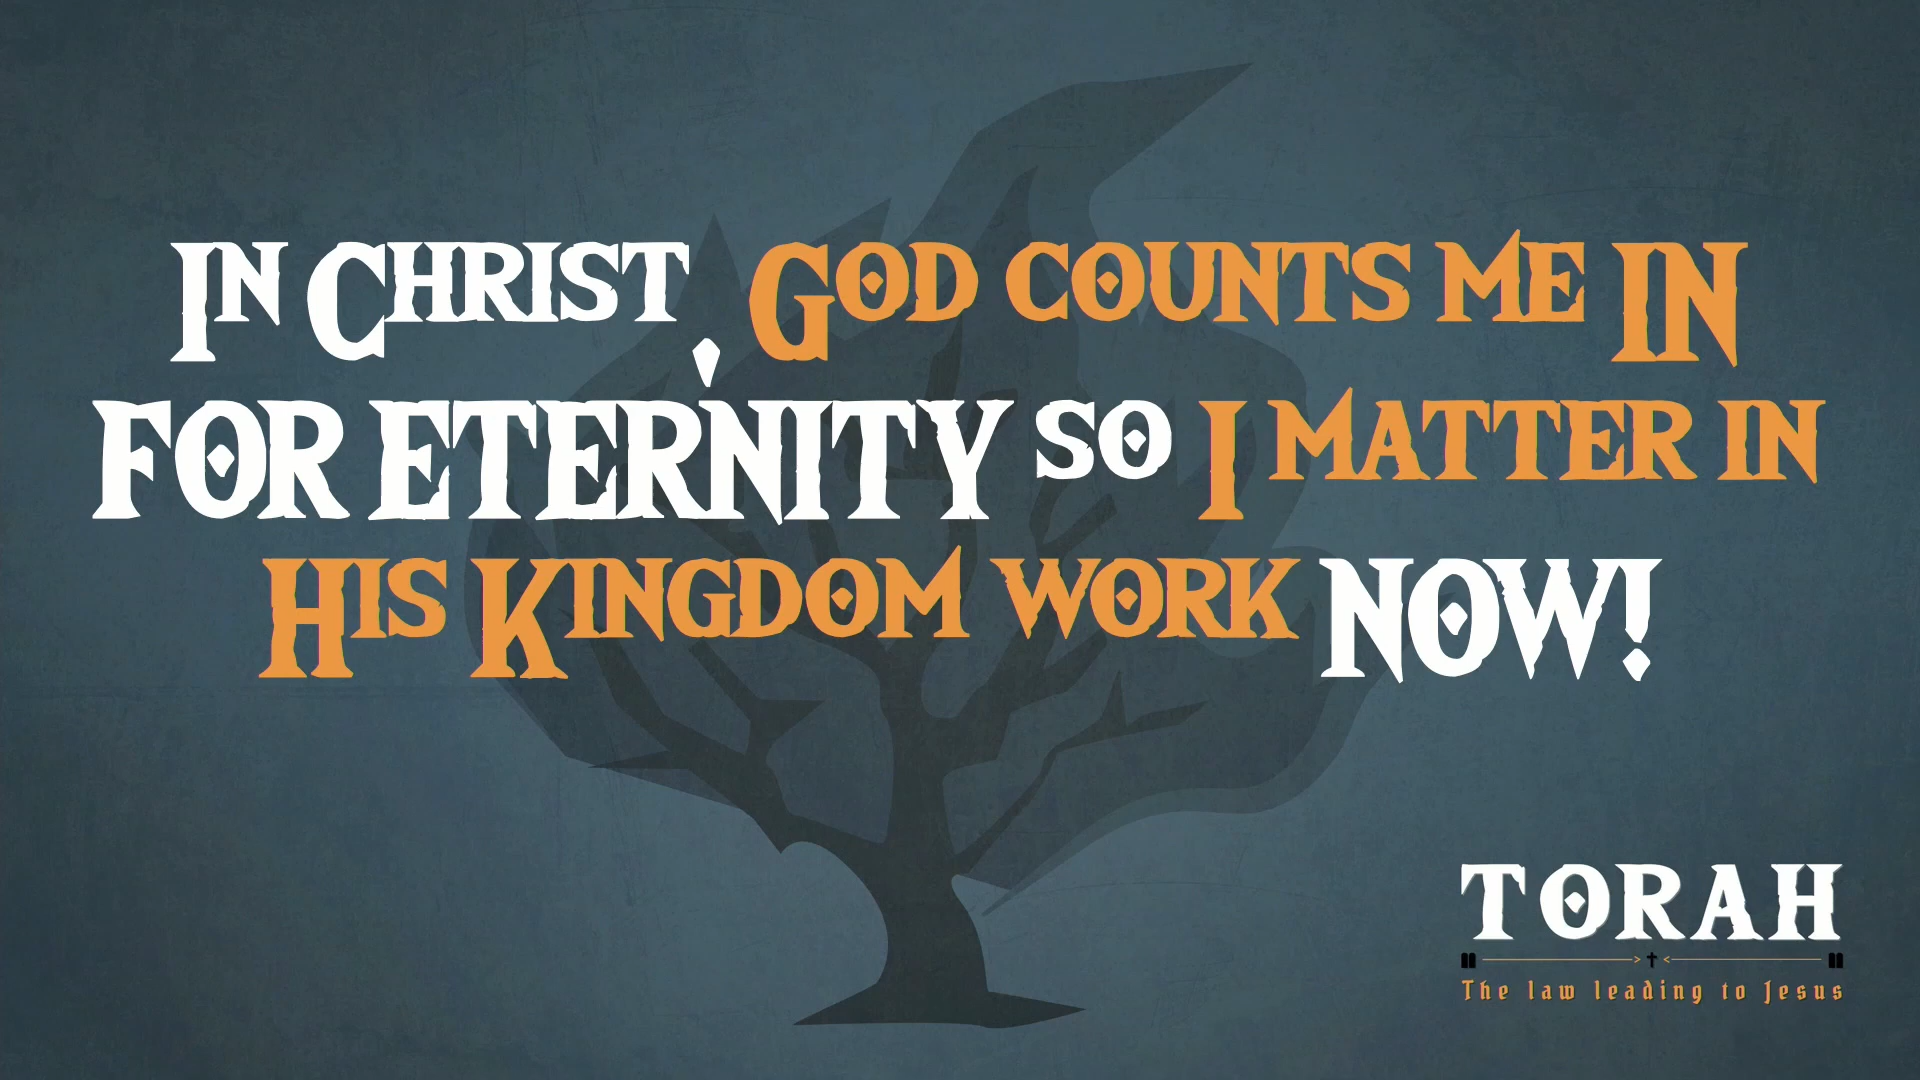 In Christ, God counts me IN
FOR ETERNITY so I matter in
His Kingdom work NOW!
TORAH
The law leading to Jesus